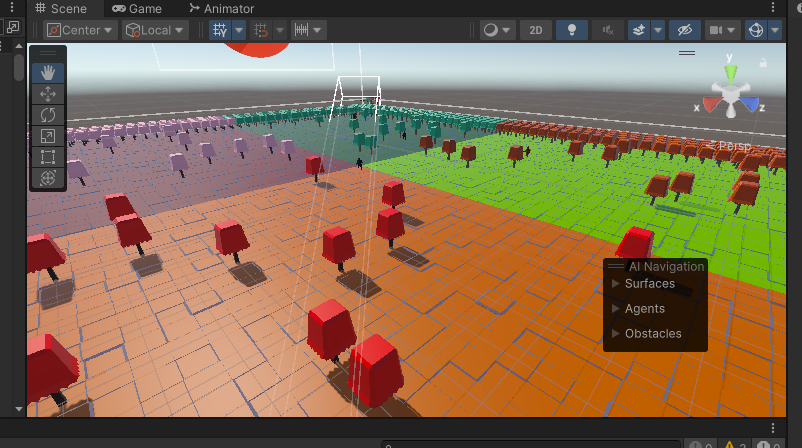 Scene Game Animator
Center Local 2D
y
x z
Persp
AI Navigation
Surfaces
Agents
Obstacles
0 2 0